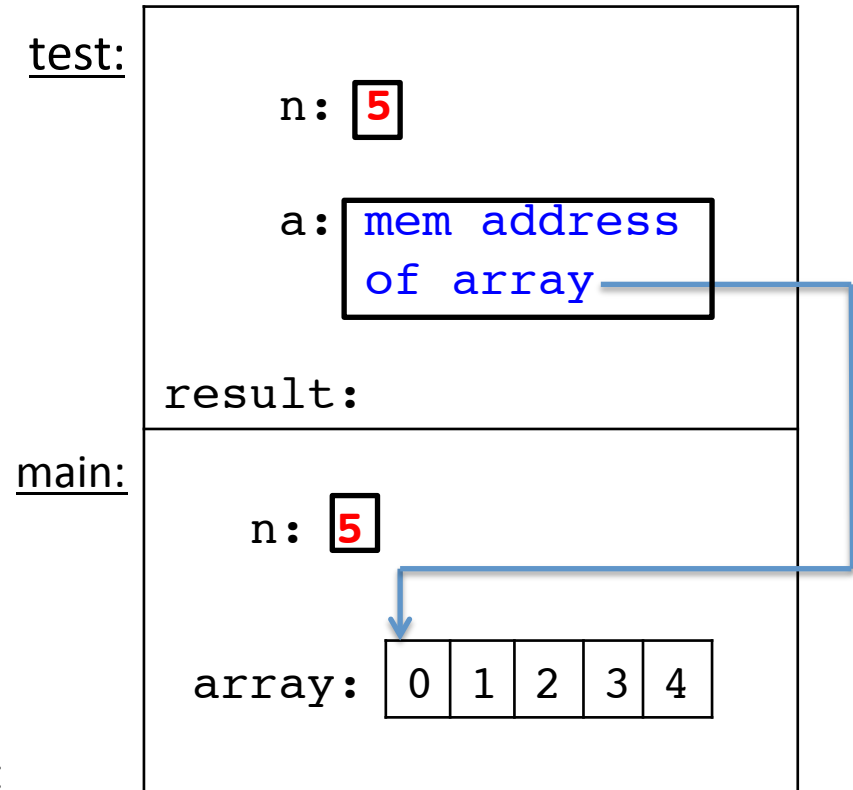 test:
n: 5
a: mem address
of array
result:
main:
n: 5
array: 0 1 2 3 4